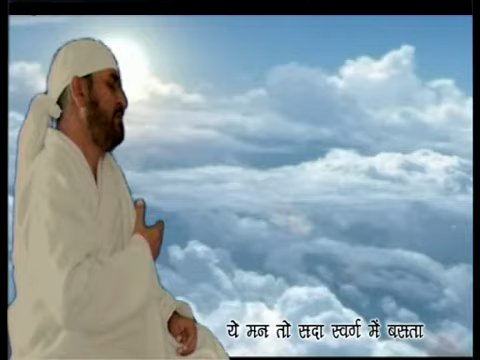 ये मन तो सदा स्वर्ग में बसता